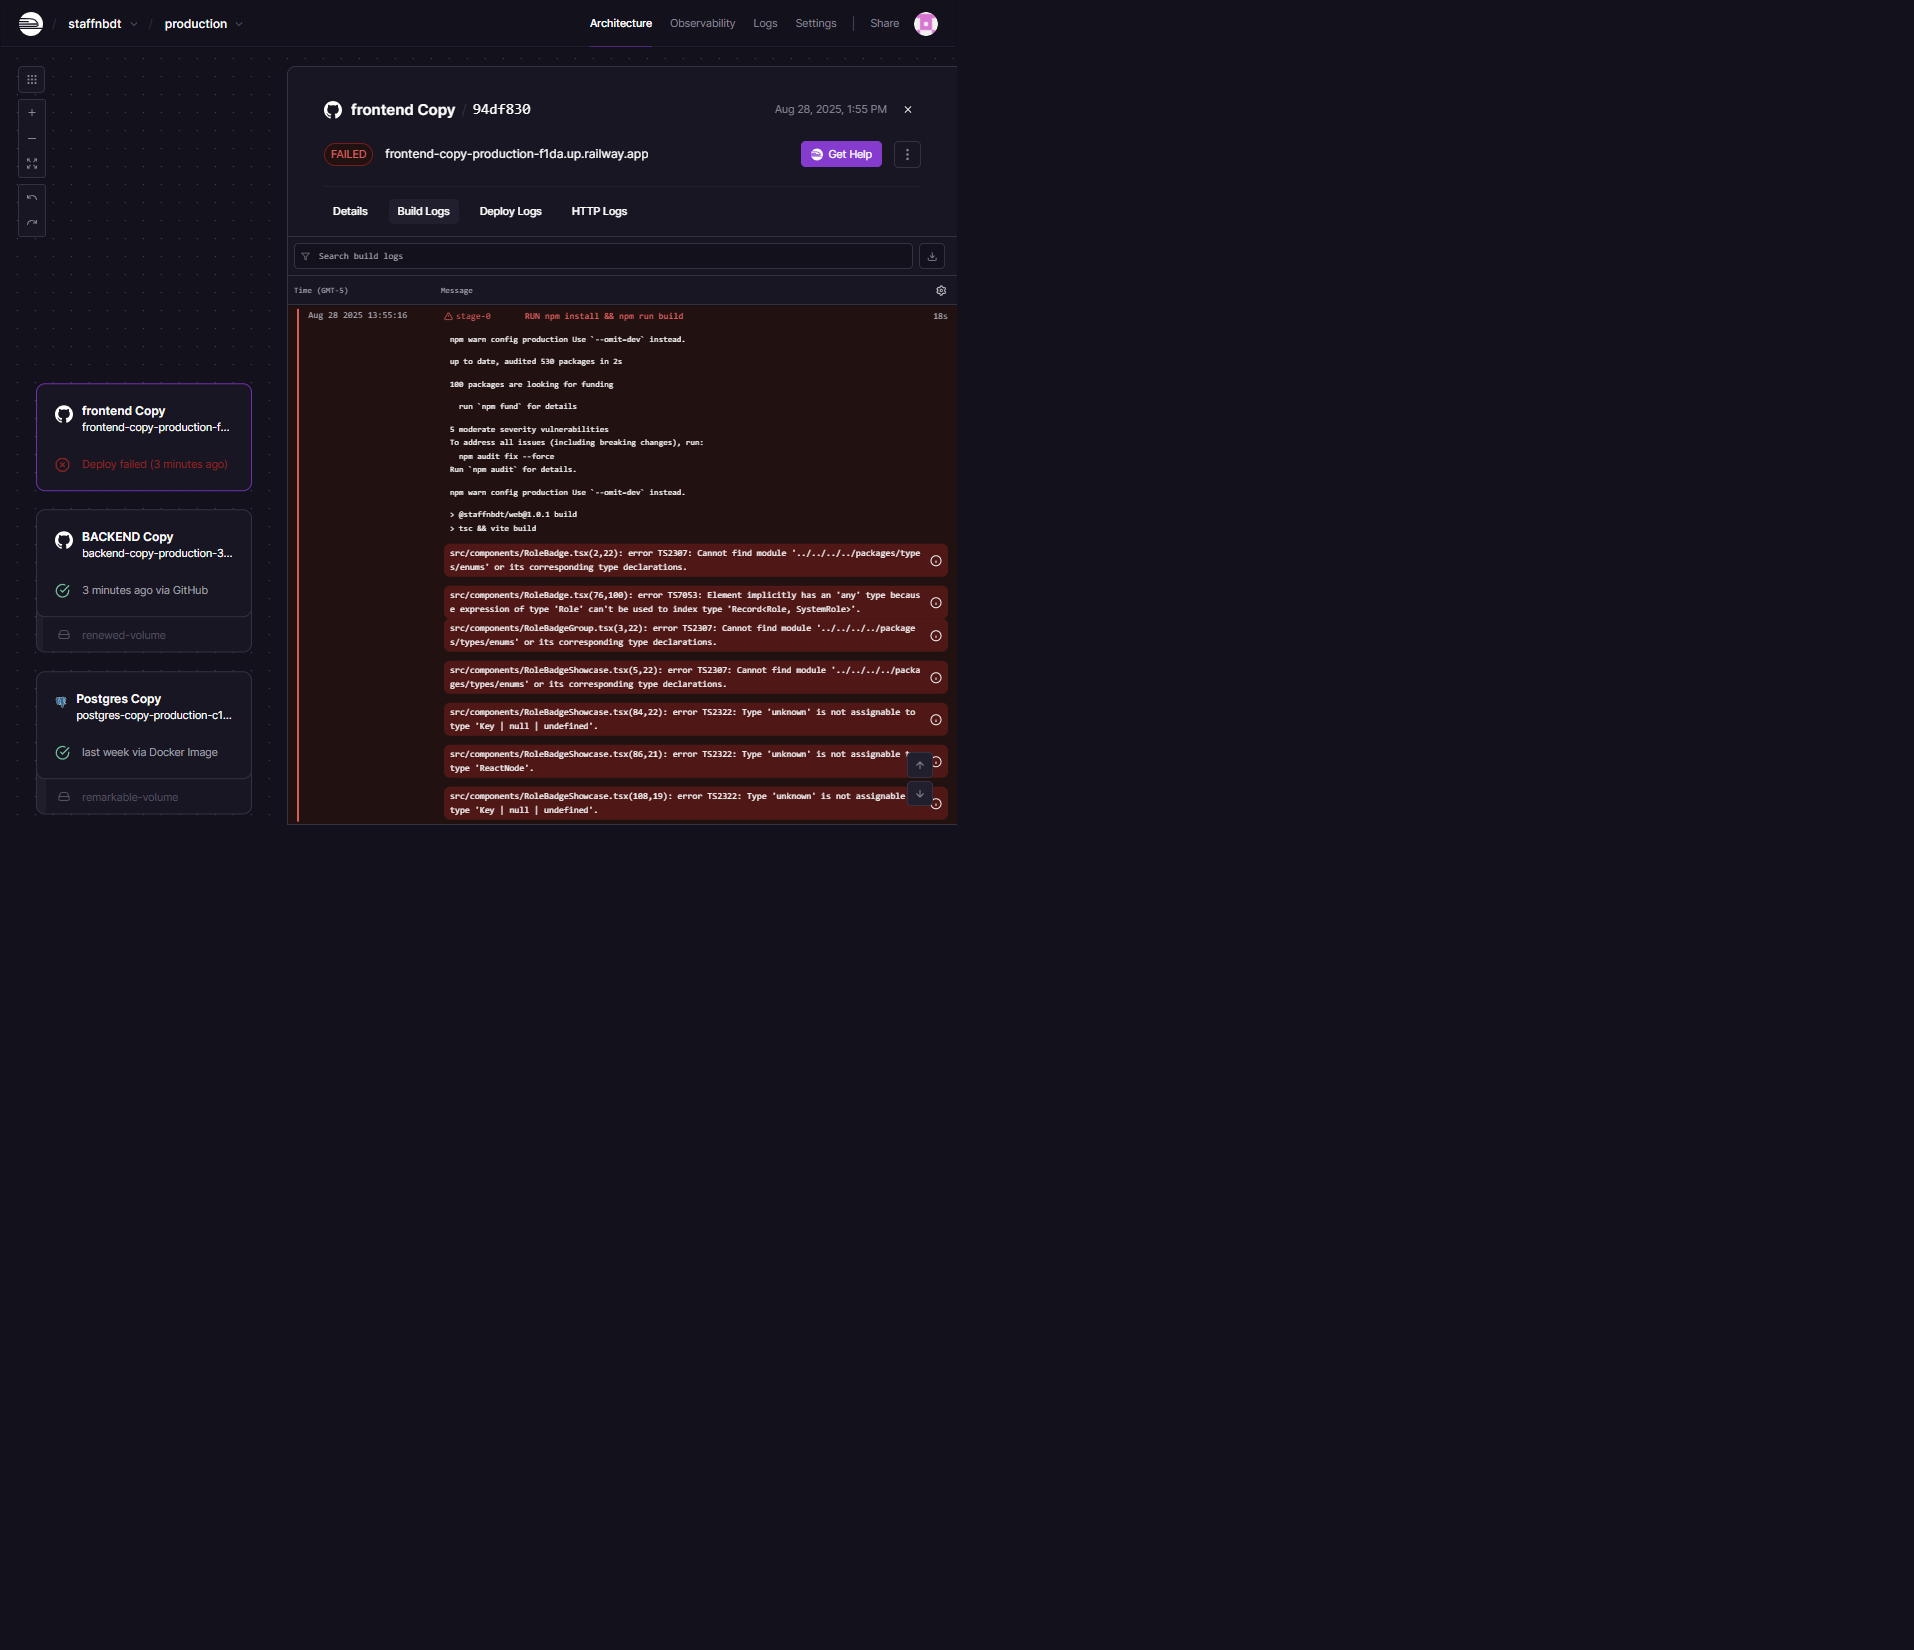 / staffnbdt / production
Architecture Observability Logs Settings Share
frontend Copy / 94df830 Aug 28, 2025, 1:55 PM
FAILED frontend-copy-production-f1da.up.railway.app Get Help
Details Build Logs Deploy Logs HTTP Logs
Search build logs
Time (GMT-5) Message
Aug 28 2025 13:55:16 stage-0 RUN npm install && npm run build 18s
npm warn config production Use `--omit=dev` instead.
up to date, audited 530 packages in 2s
100 packages are looking for funding
run `npm fund` for details
5 moderate severity vulnerabilities
To address all issues (including breaking changes), run:
npm audit fix --force
Run `npm audit` for details.
npm warn config production Use `--omit=dev` instead.
> @staffnbdt/web@1.0.1 build
> tsc && vite build
src/components/RoleBadge.tsx(2,22): error TS2307: Cannot find module '../../../../packages/type
s/enums' or its corresponding type declarations.
src/components/RoleBadge.tsx(76,100): error TS7053: Element implicitly has an 'any' type becaus
e expression of type 'Role' can't be used to index type 'Record<Role, SystemRole>'.
src/components/RoleBadgeGroup.tsx(3,22): error TS2307: Cannot find module '../../../../package
s/types/enums' or its corresponding type declarations.
src/components/RoleBadgeShowcase.tsx(5,22): error TS2307: Cannot find module '../../../../packa
ges/types/enums' or its corresponding type declarations.
src/components/RoleBadgeShowcase.tsx(84,22): error TS2322: Type 'unknown' is not assignable to
type 'Key | null | undefined'.
src/components/RoleBadgeShowcase.tsx(86,21): error TS2322: Type 'unknown' is not assignable
type 'ReactNode'.
src/components/RoleBadgeShowcase.tsx(108,19): error TS2322: Type 'unknown' is not assignable
type 'Key | null | undefined'.
frontend Copy
frontend-copy-production-f...
Deploy failed (3 minutes ago)
BACKEND Copy
backend-copy-production-3...
3 minutes ago via GitHub
renewed-volume
Postgres Copy
postgres-copy-production-c1...
last week via Docker Image
remarkable-volume